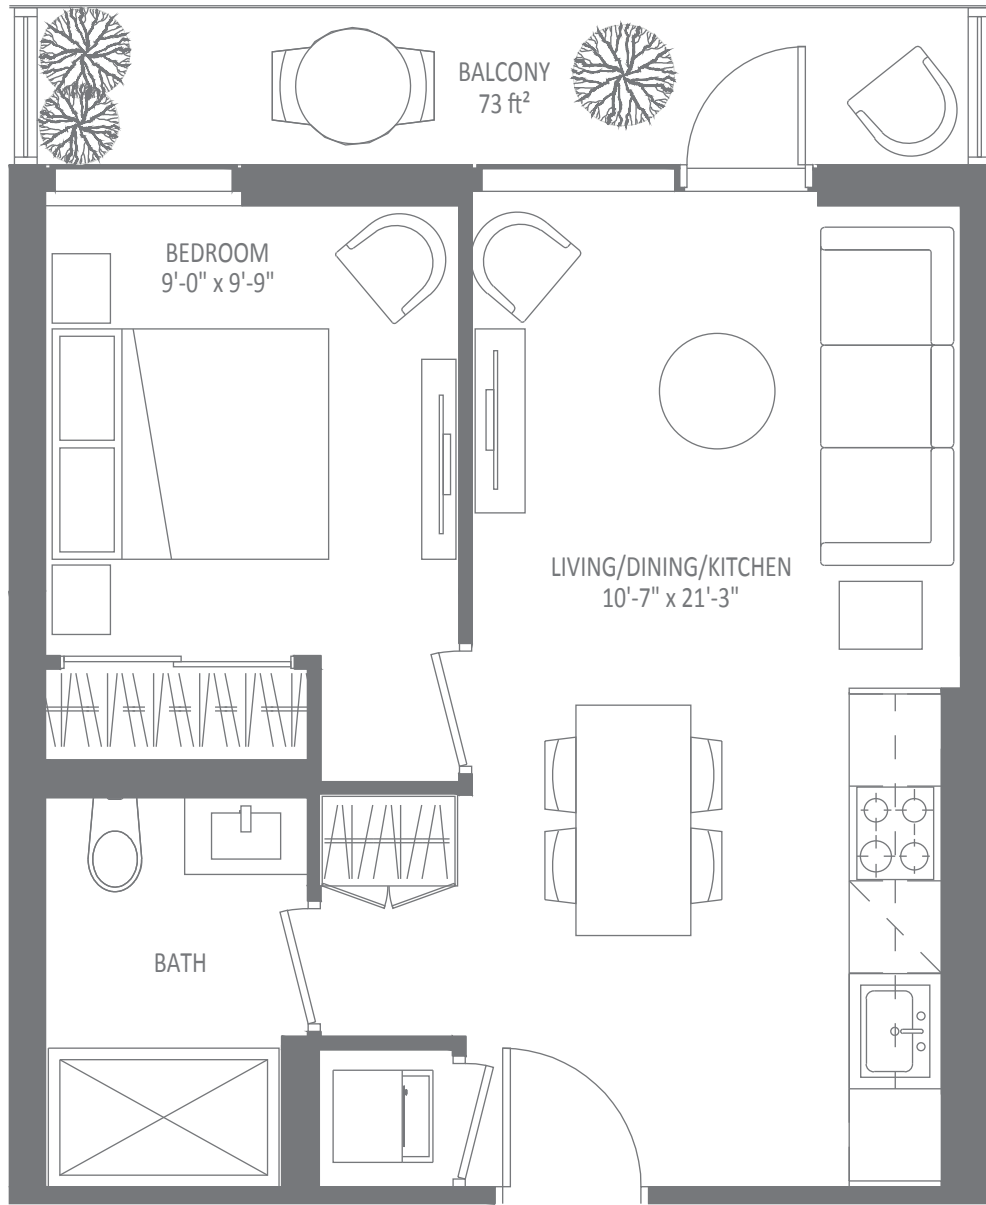 BALCONY
73 ft²
BEDROOM
9'-0" x 9'-9"
LIVING/DINING/KITCHEN
10'-7" x 21'-3"
BATH